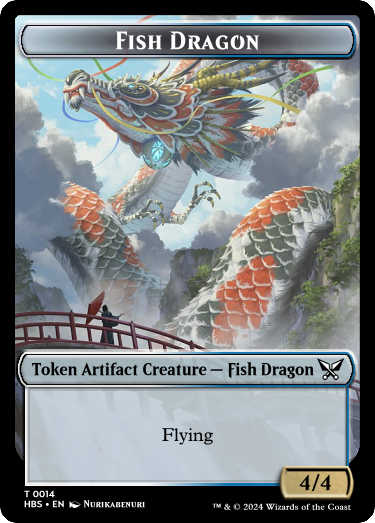 Fish Dragon
Token Artifact Creature — Fish Dragon
Flying
4/4
T 0014
HBS • EN Nurikabenuri
™ & © 2024 Wizards of the Coast